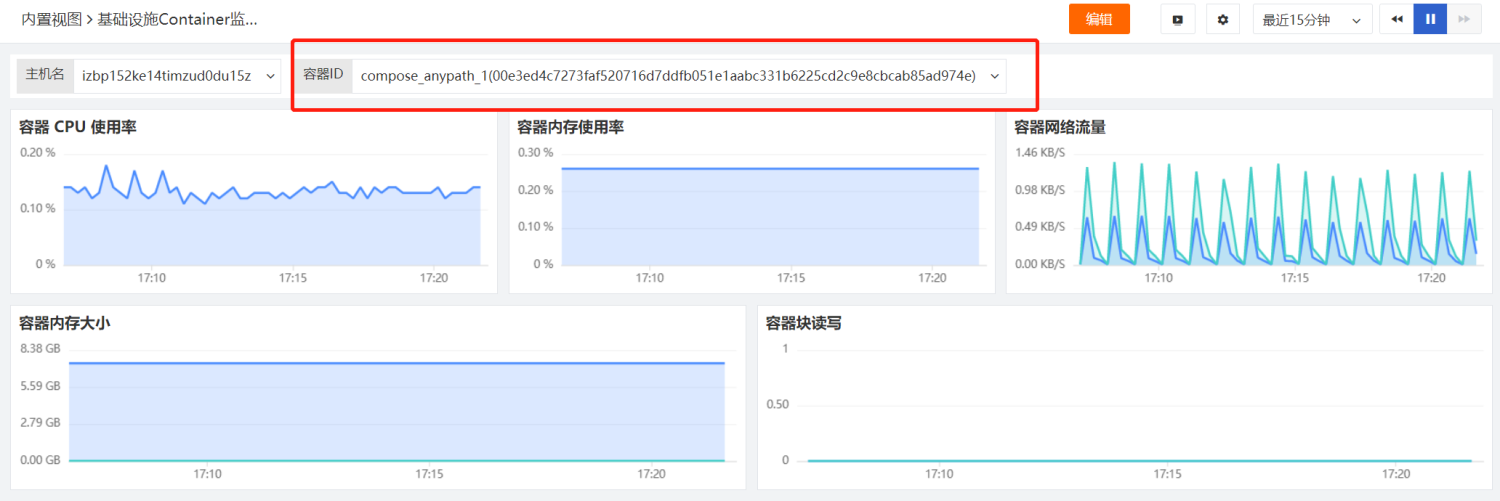 内置视图 > 基础设施Container监...
编辑
最近15分钟
主机名 izbp152ke14timzud0du15z
容器ID compose_anypath_1(00e3ed4c7273faf520716d7ddfb051e1aabc331b6225cd2c9e8cbcab85ad974e)
容器 CPU 使用率
0.20 %
0.10 %
0 %
17:10 17:15 17:20
容器内存使用率
0.30 %
0.20 %
0.10 %
0 %
17:10 17:15 17:20
容器网络流量
1.46 KB/S
0.98 KB/S
0.49 KB/S
0.00 KB/S
17:10 17:15 17:20
容器内存大小
8.38 GB
5.59 GB
2.79 GB
0.00 GB
17:10 17:15 17:20
容器块读写
1
0.50
0
17:10 17:15 17:20